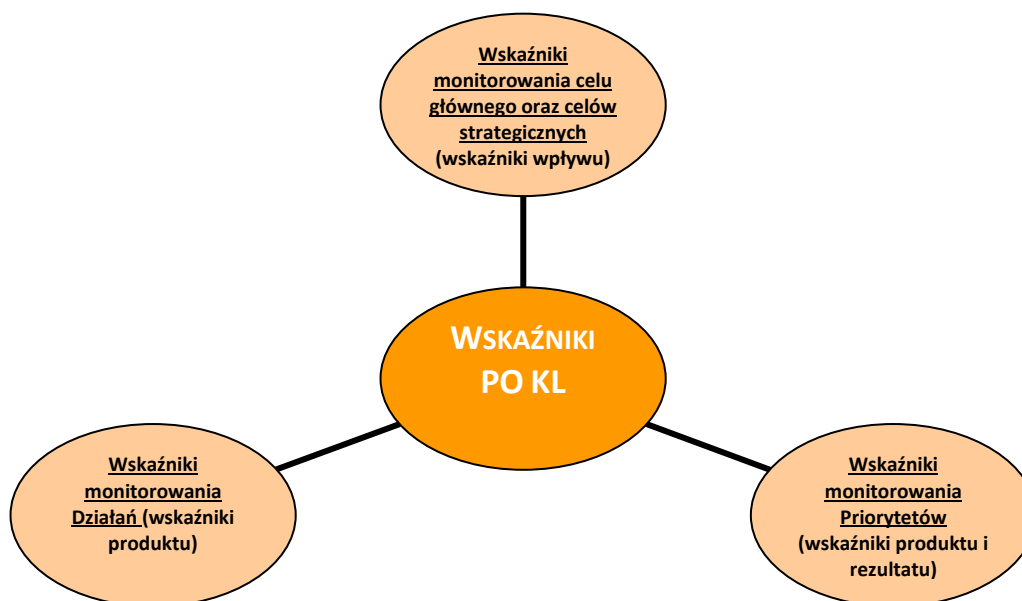 Wskaźniki
monitorowania celu
głównego oraz celów
strategicznych
(wskaźniki wpływu)
WSKAŹNIKI
PO KL
Wskaźniki
monitorowania
Działań (wskaźniki
produktu)
Wskaźniki
monitorowania
Priorytetów
(wskaźniki produktu i
rezultatu)